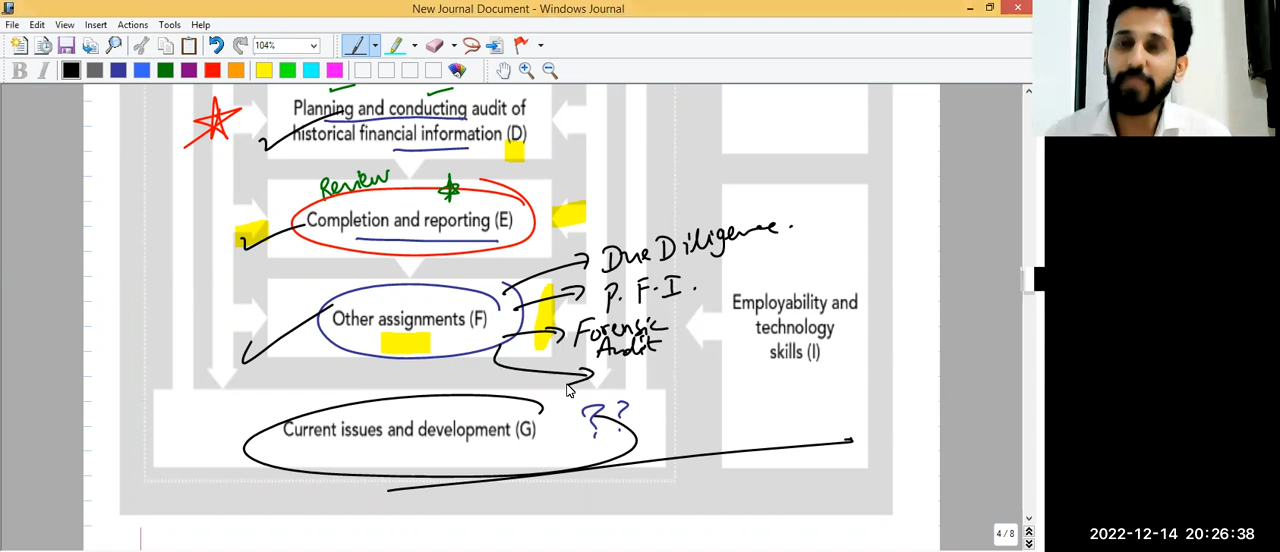 New Journal Document - Windows Journal
File Edit View Insert Actions Tools Help
104%
B I
Planning and conducting audit of
historical financial information (D)
Review
Completion and reporting (E)
Due Diligence.
P. F. I.
Other assignments (F)
Forensic
Audit
Employability and
technology
skills (I)
Current issues and development (G)
? ?
4 / 8
2022-12-14 20:26:38